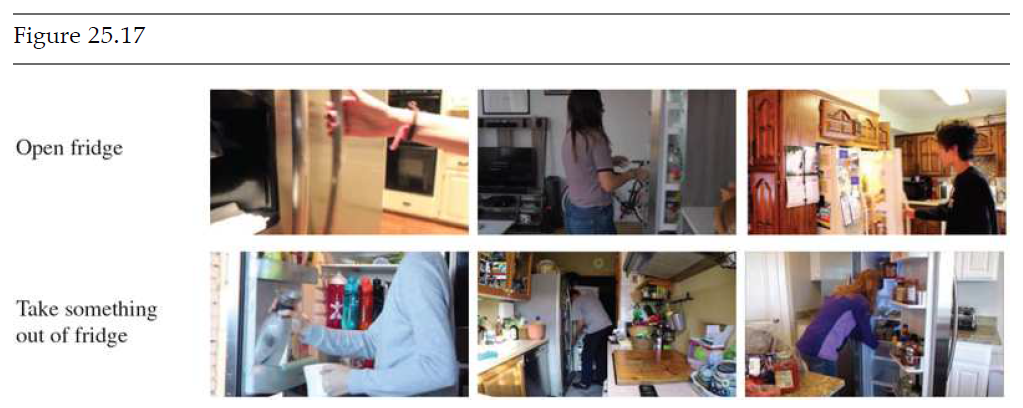 Figure 25.17
Open fridge
Take something
out of fridge